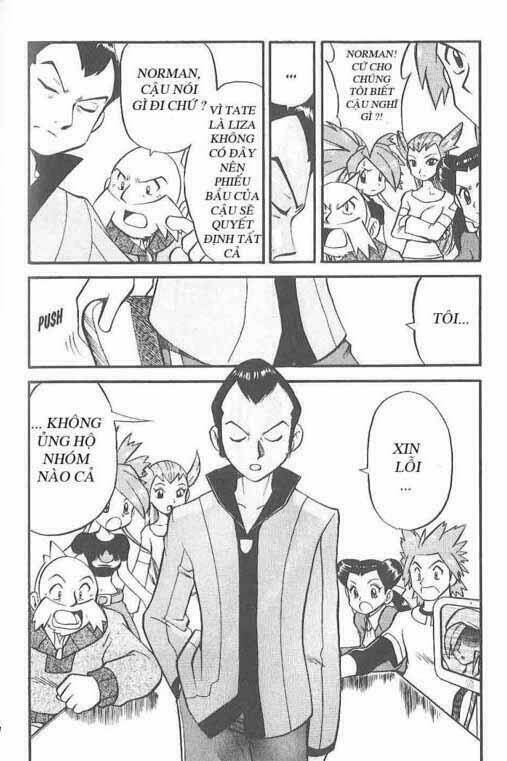 NORMAN,
CẬU NÓI
GÌ ĐI CHỨ ?
VÌ TATE
LÀ LIZA
KHÔNG
CÓ ĐÂY
NÊN
PHIẾU
BẦU CỦA
CẬU SẼ
QUYẾT
ĐỊNH TẤT
CẢ
...
NORMAN!
CỨ CHO
CHÚNG
TÔI BIẾT
CẬU NGHĨ
GÌ ?!
PUSH
TÔI...
... KHÔNG
ỦNG HỘ
NHÓM
NÀO CẢ
XIN
LỖI
...